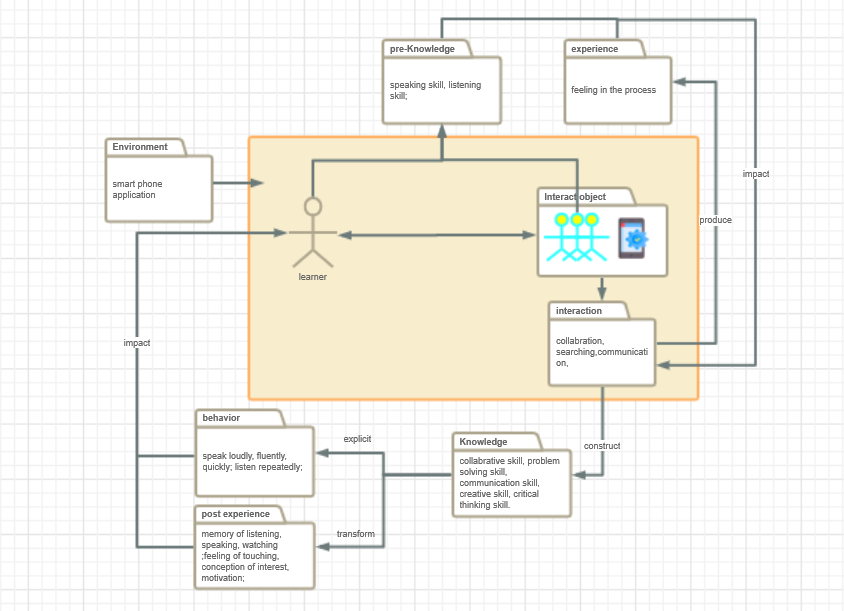 pre-Knowledge
speaking skill, listening
skill;
experience
feeling in the process
Environment
smart phone
application
impact
produce
Interact object
learner
interaction
collabration,
searching,communicati
on,
impact
behavior
speak loudly, fluently,
quickly; listen repeatedly;
explicit
Knowledge
collabrative skill, problem
solving skill,
communication skill,
creative skill, critical
thinking skill.
construct
post experience
memory of listening,
speaking, watching
;feeling of touching,
conception of interest,
motivation;
transform